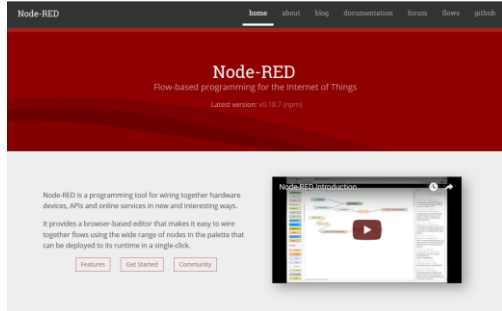 Node-RED
home about blog documentation forum flows github
Node-RED
Flow-based programming for the Internet of Things
Latest version: v0.18.7 (npm)
Node-RED is a programming tool for wiring together hardware
devices, APIs and online services in new and interesting ways.
It provides a browser-based editor that makes it easy to wire
together flows using the wide range of nodes in the palette that
can be deployed to its runtime in a single-click.
Features Get Started Community
Node-RED Introduction